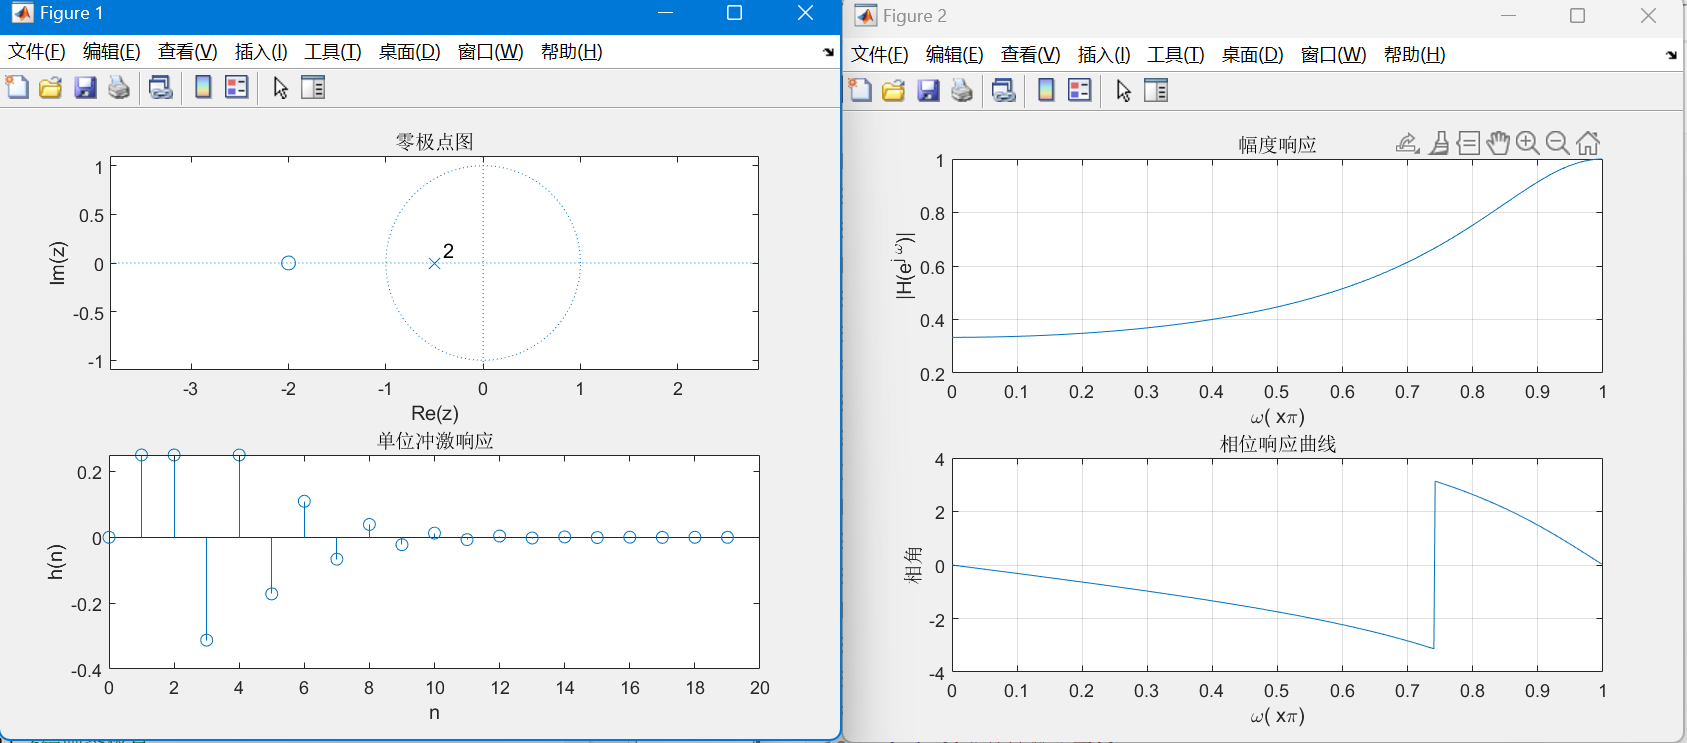 Figure 1
文件(F) 编辑(E) 查看(V) 插入(I) 工具(T) 桌面(D) 窗口(W) 帮助(H)
零极点图
1
0.5
0
-0.5
-1
Im(z)
2
-3 -2 -1 0 1 2
Re(z)
单位冲激响应
0.2
0
-0.2
-0.4
h(n)
0 2 4 6 8 10 12 14 16 18 20
n
Figure 2
文件(F) 编辑(E) 查看(V) 插入(I) 工具(T) 桌面(D) 窗口(W) 帮助(H)
幅度响应
1
0.8
0.6
0.4
0.2
|H(e^{jω})|
0 0.1 0.2 0.3 0.4 0.5 0.6 0.7 0.8 0.9 1
ω( xπ)
相位响应曲线
4
2
0
-2
-4
相角
0 0.1 0.2 0.3 0.4 0.5 0.6 0.7 0.8 0.9 1
ω( xπ)